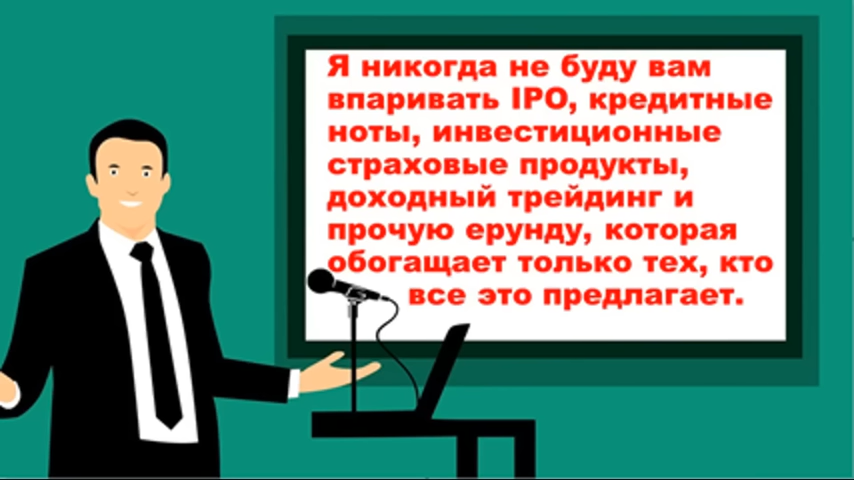 Я никогда не буду вам
впаривать IPO, кредитные
ноты, инвестиционные
страховые продукты,
доходный трейдинг и
прочую ерунду, которая
обогащает только тех, кто
все это предлагает.